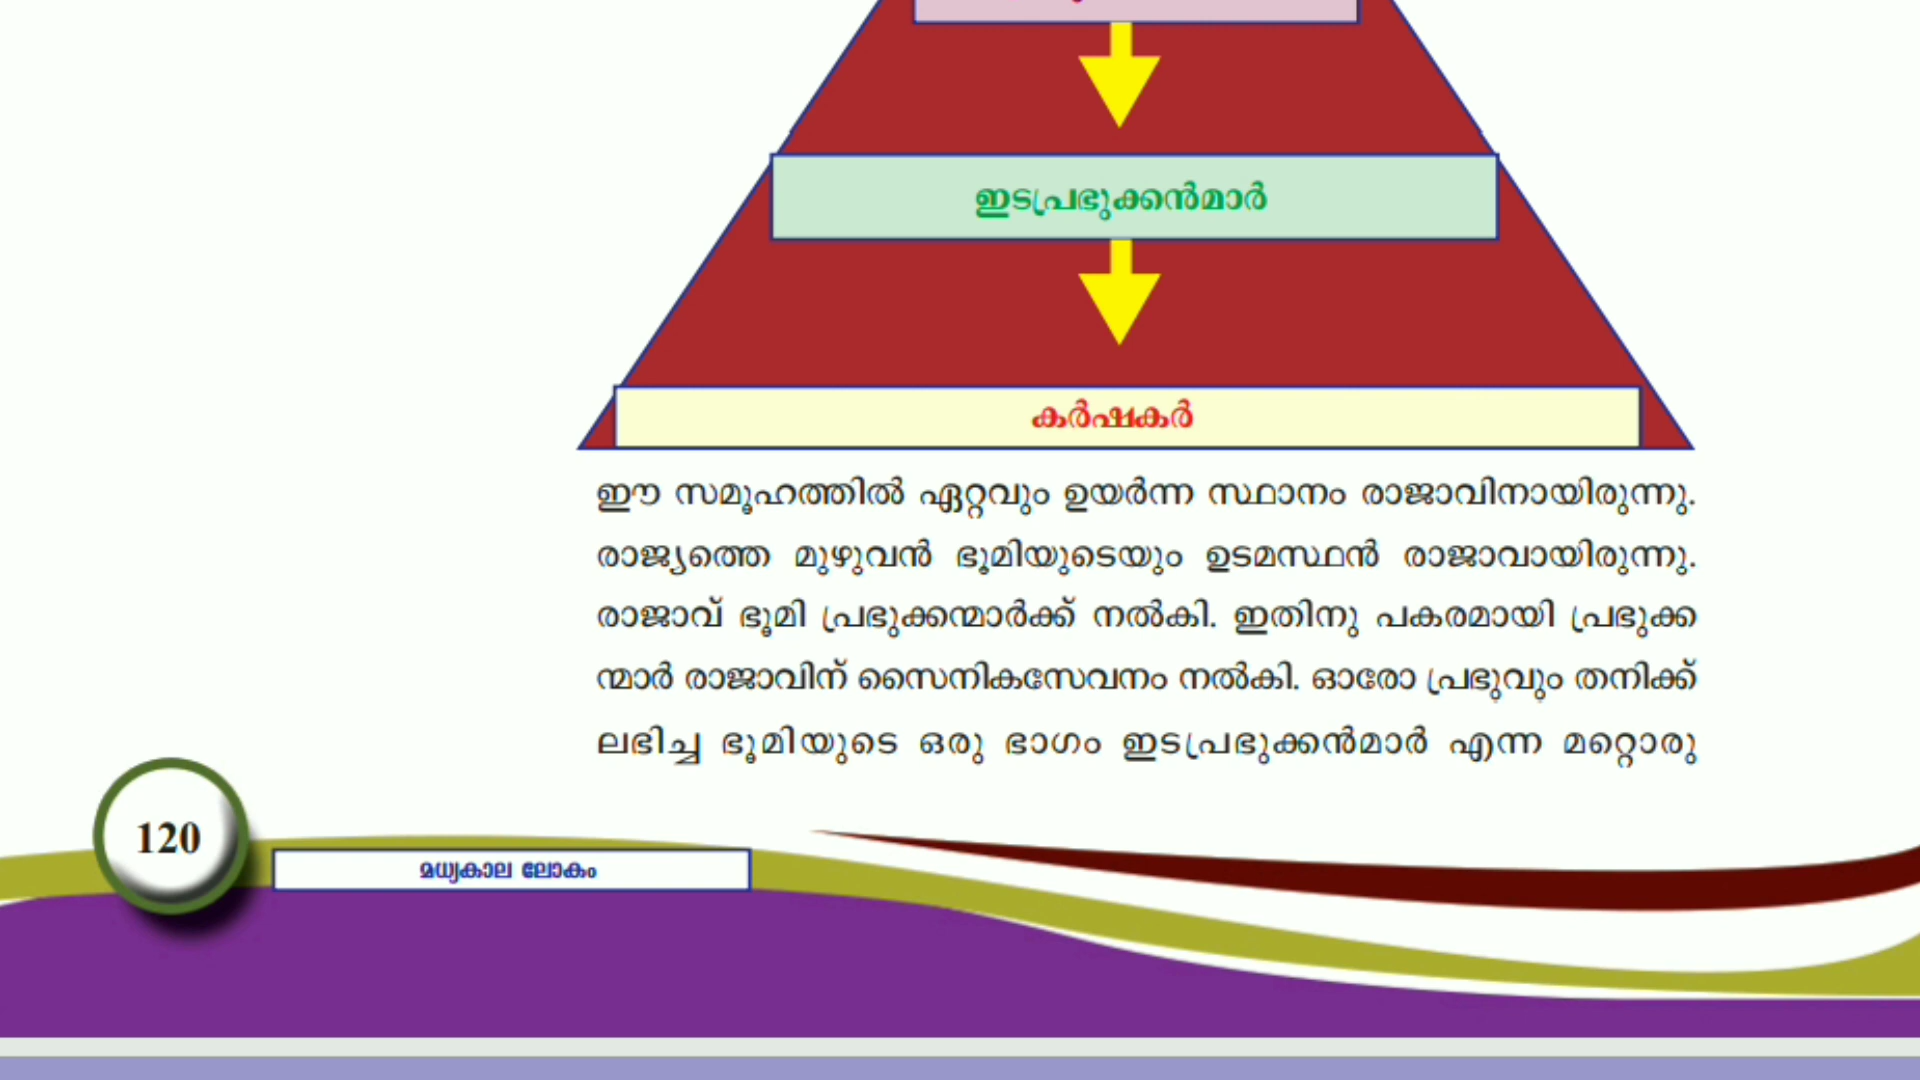 ഇടപ്രഭുക്കൻമാർ
കർഷകർ
ഈ സമൂഹത്തിൽ ഏറ്റവും ഉയർന്ന സ്ഥാനം രാജാവിനായിരുന്നു.
രാജ്യത്തെ മുഴുവൻ ഭൂമിയുടെയും ഉടമസ്ഥൻ രാജാവായിരുന്നു.
രാജാവ് ഭൂമി പ്രഭുക്കന്മാർക്ക് നൽകി. ഇതിനു പകരമായി പ്രഭുക്ക
ന്മാർ രാജാവിന് സൈനികസേവനം നൽകി. ഓരോ പ്രഭുവും തനിക്ക്
ലഭിച്ച ഭൂമിയുടെ ഒരു ഭാഗം ഇടപ്രഭുക്കൻമാർ എന്ന മറ്റൊരു
120
മധ്യകാല ലോകം